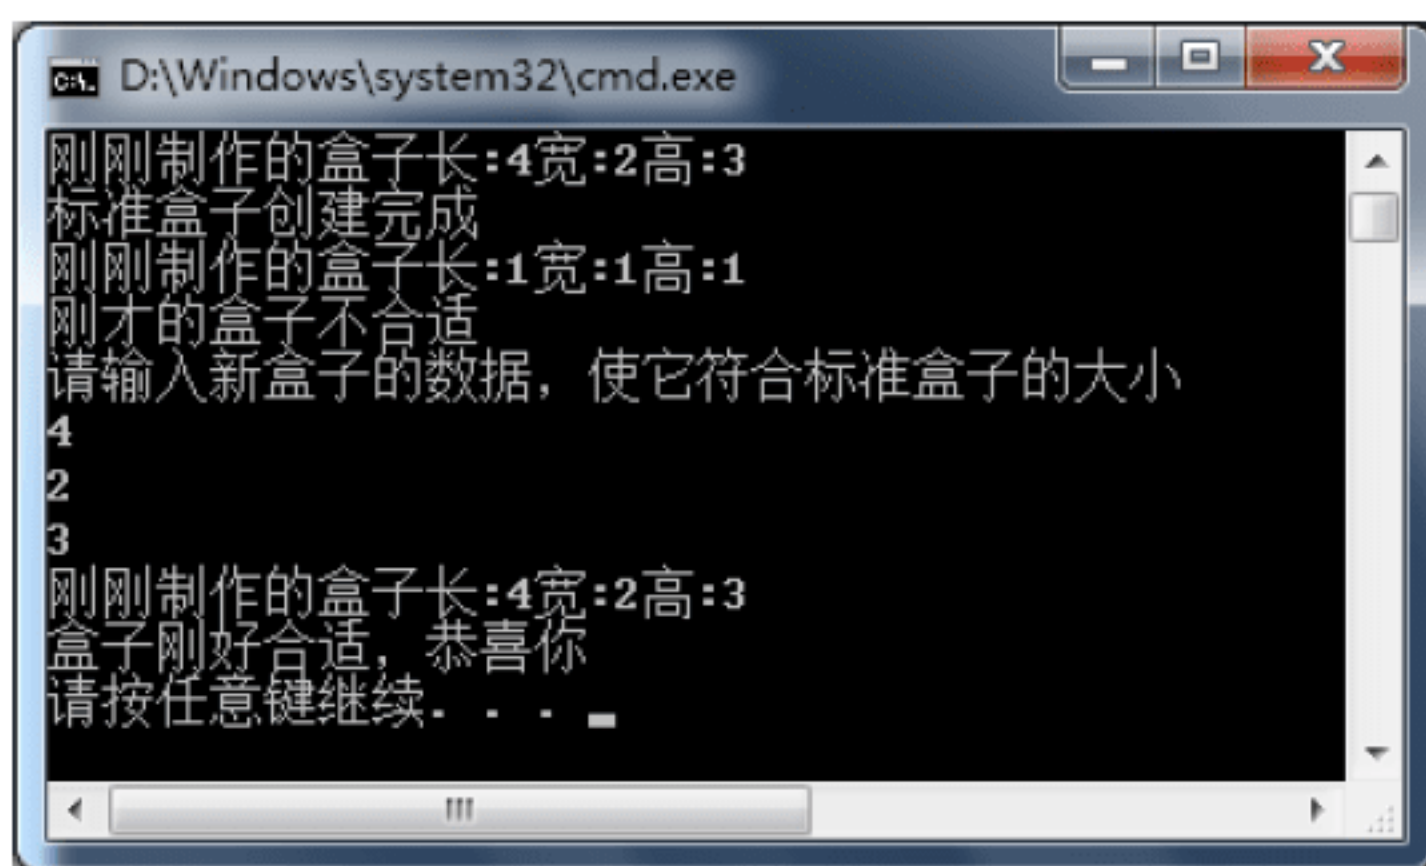 D:\Windows\system32\cmd.exe
刚刚制作的盒子长:4宽:2高:3
标准盒子创建完成
刚刚制作的盒子长:1宽:1高:1
刚才的盒子不合适
请输入新盒子的数据，使它符合标准盒子的大小
4
2
3
刚刚制作的盒子长:4宽:2高:3
盒子刚好合适，恭喜你
请按任意键继续. . .